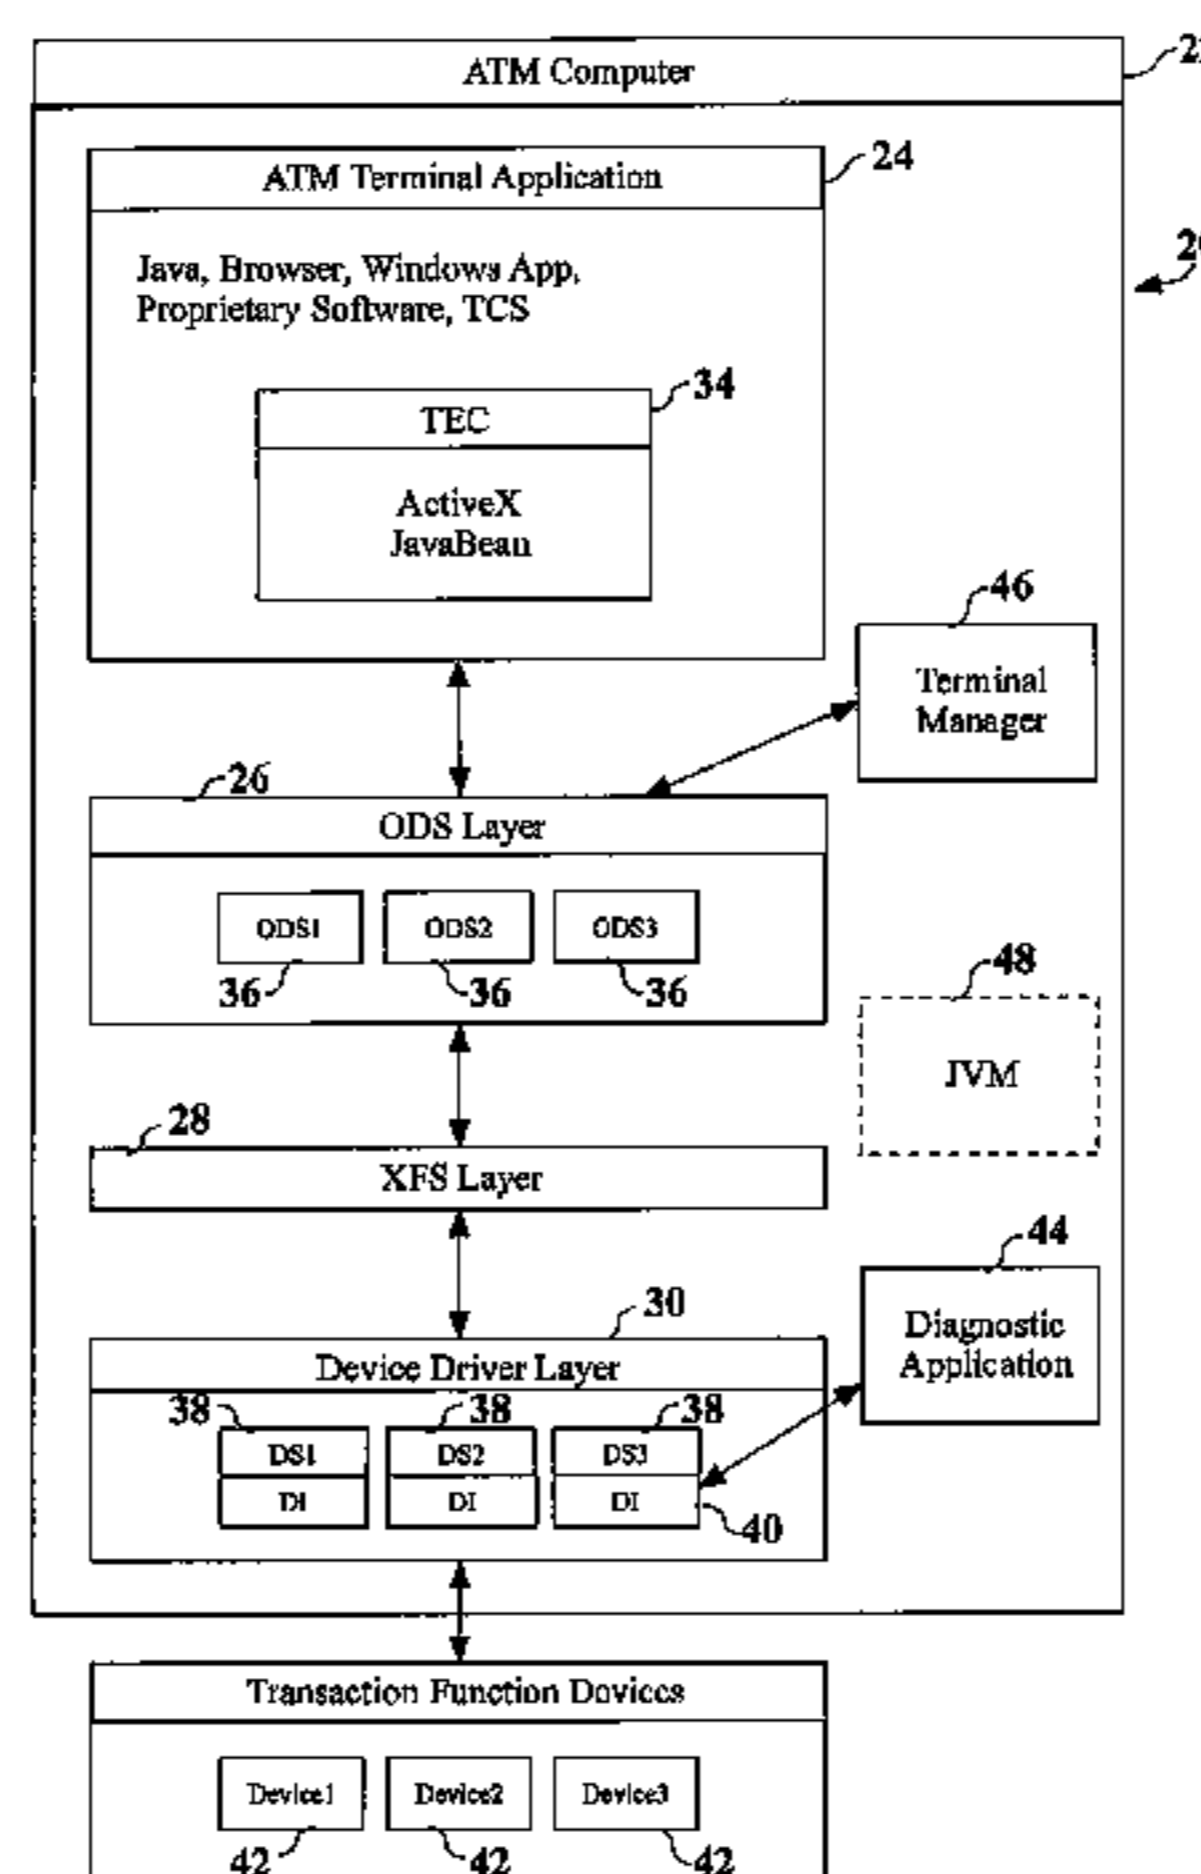 ATM Computer
ATM Terminal Application
24
Java, Browser, Windows App,
Proprietary Software, TCS
34
TEC
ActiveX
JavaBean
46
Terminal
Manager
26
ODS Layer
ODS1 ODS2 ODS3
36 36 36
48
JVM
28
XFS Layer
44
Diagnostic
Application
30
Device Driver Layer
38 38 38
DS1 DS2 DS3
DI DI DI
40
Transaction Function Devices
Device1 Device2 Device3
42 42 42